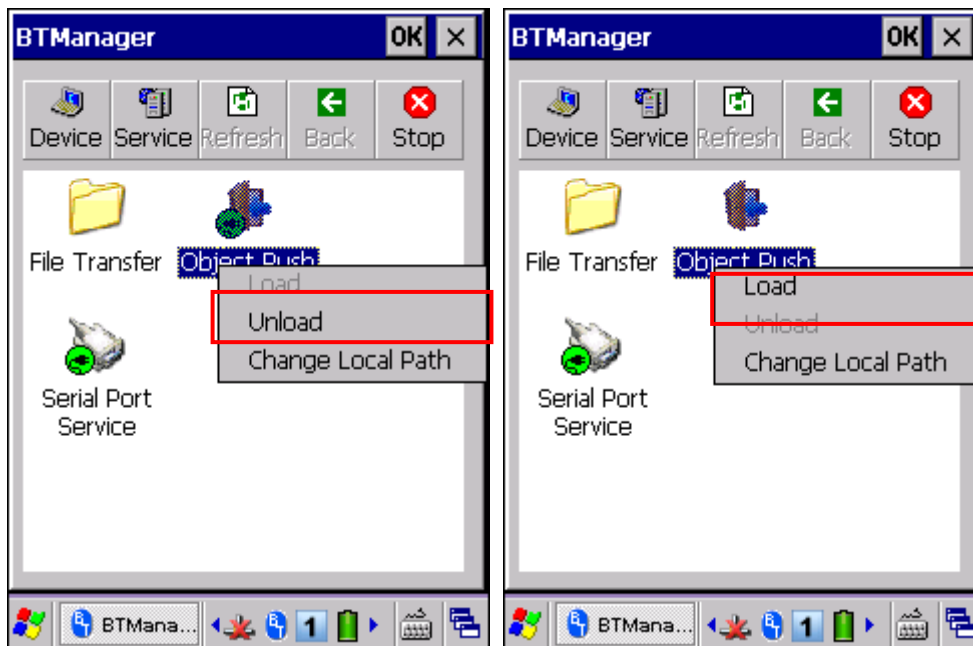 BTManager OK
Device Service Refresh Back Stop
File Transfer Object Push
Load
Unload
Change Local Path
Serial Port
Service
BTMana... 1
BTManager OK
Device Service Refresh Back Stop
File Transfer Object Push
Load
Unload
Change Local Path
Serial Port
Service
BTMana... 1